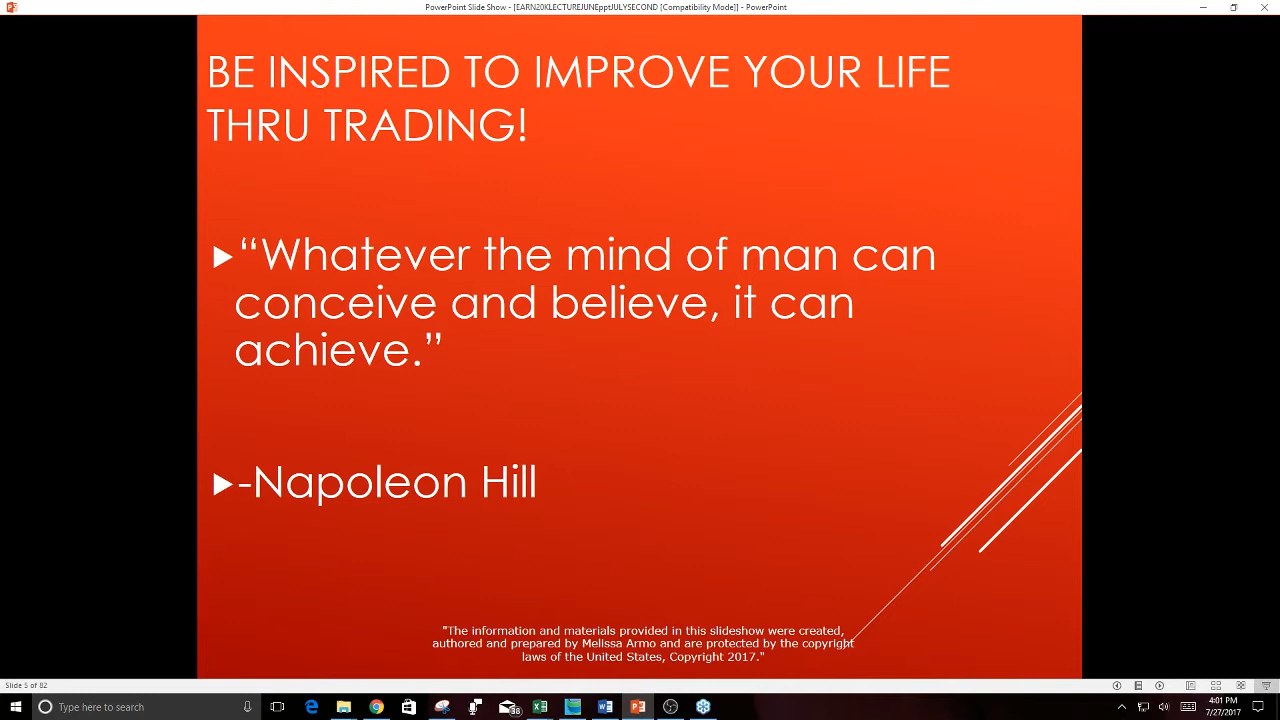 PowerPoint Slide Show - [EARN20KLECTUREJUNEpptJULYSECOND [Compatibility Mode]] - PowerPoint
BE INSPIRED TO IMPROVE YOUR LIFE
THRU TRADING!
“Whatever the mind of man can
conceive and believe, it can
achieve.”
-Napoleon Hill
"The information and materials provided in this slideshow were created,
authored and prepared by Melissa Armo and are protected by the copyright
laws of the United States, Copyright 2017."
Slide 5 of 82
Type here to search
38
4:01 PM
7/27/2017